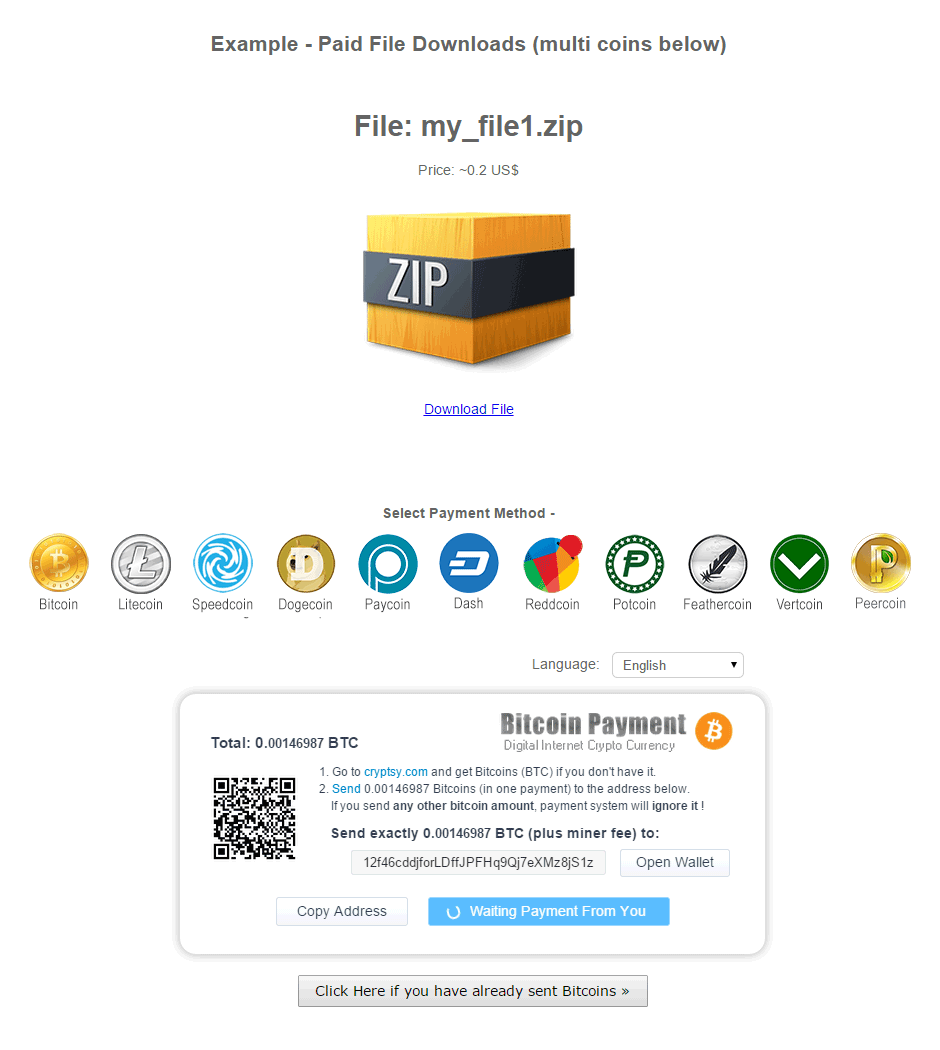 Example - Paid File Downloads (multi coins below)
File: my_file1.zip
Price: ~0.2 US$
ZIP
Download File
Select Payment Method -
Bitcoin Litecoin Speedcoin Dogecoin Paycoin Dash Reddcoin Potcoin Feathercoin Vertcoin Peercoin
Language: English
Bitcoin Payment
Digital Internet Crypto Currency
Total: 0.00146987 BTC
1. Go to cryptsy.com and get Bitcoins (BTC) if you don't have it.
2. Send 0.00146987 Bitcoins (in one payment) to the address below.
If you send any other bitcoin amount, payment system will ignore it !
Send exactly 0.00146987 BTC (plus miner fee) to:
12f46cddjforLDffJPFHq9Qj7eXMz8jS1z Open Wallet
Copy Address Waiting Payment From You
Click Here if you have already sent Bitcoins »